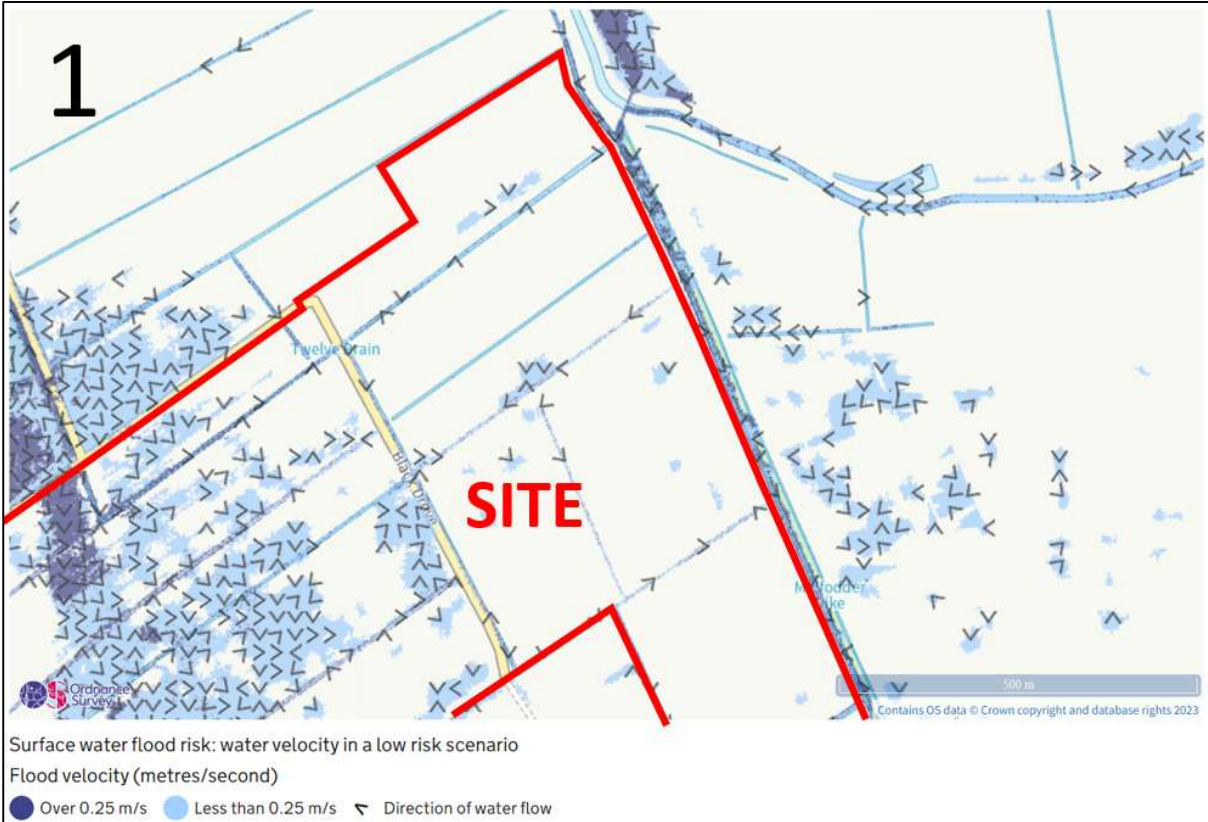 1
Twelve Drain
Black Drove
SITE
Ordnance
Survey
500 m
Contains OS data © Crown copyright and database rights 2023
Surface water flood risk: water velocity in a low risk scenario
Flood velocity (metres/second)
Over 0.25 m/s Less than 0.25 m/s Direction of water flow